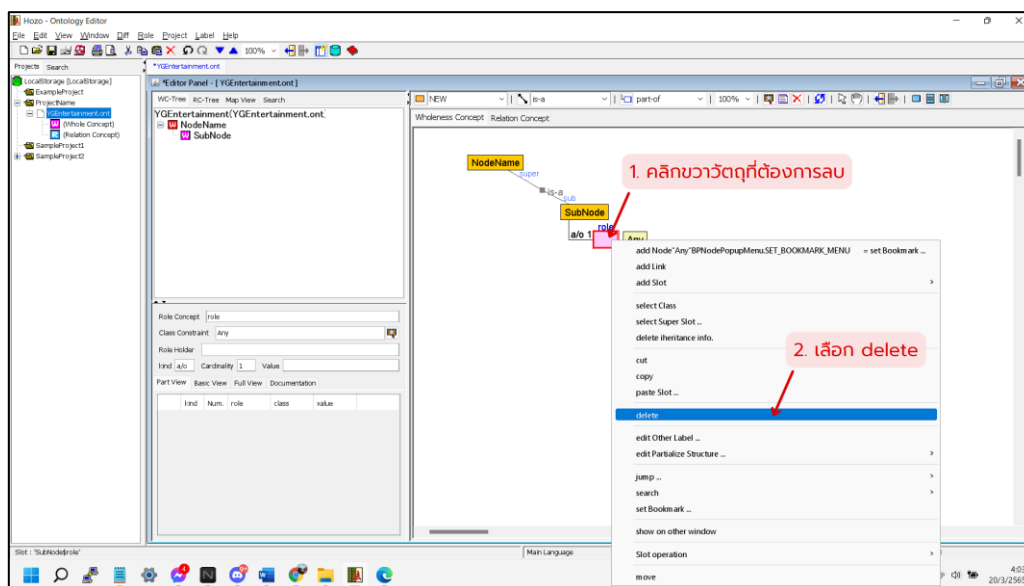 Hozo - Ontology Editor
File Edit View Window Diff Role Project Label Help
100%
Projects Search
*YGEntertainment.ont
LocalStorage [LocalStorage]
ExampleProject
ProjectName
YGEntertainment.ont
(Whole Concept)
(Relation Concept)
SampleProject1
SampleProject2
*Editor Panel - [ YGEntertainment.ont]
WC-Tree RC-Tree Map View Search
YGEntertainment(YGEntertainment.ont)
NodeName
SubNode
Role Concept role
Class Constraint Any
Role Holder
kind a/o Cardinality 1 Value
Part View Basic View Full View Documentation
kind Num. role class value
NEW is-a part-of 100%
Wholeness Concept Relation Concept
NodeName
super
is-a
sub
SubNode
role
a/o 1
Any
1. คลิกขวาวัตถุที่ต้องการลบ
add Node"Any"BPNodePopupMenu.SET_BOOKMARK_MENU = set Bookmark ...
add Link
add Slot
select Class
select Super Slot ...
delete iheritance info.
2. เลือก delete
cut
copy
paste Slot ...
delete
edit Other Label ...
edit Partialize Structure ...
jump ...
search
set Bookmark ...
show on other window
Slot operation
move
Slot : 'SubNode$role'
Main Language